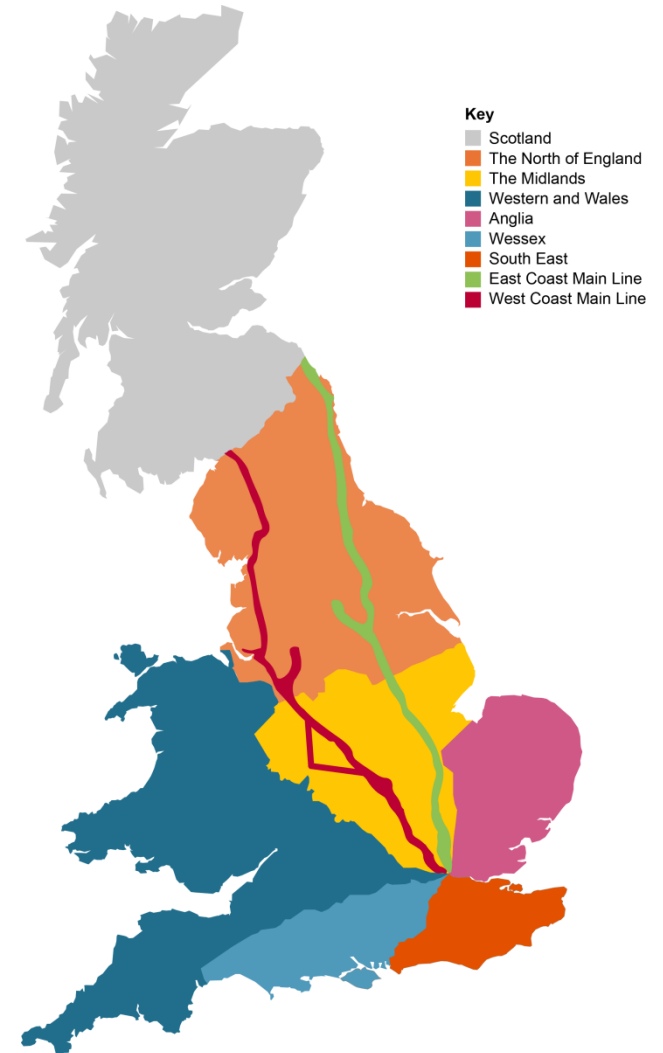 Key
Scotland
The North of England
The Midlands
Western and Wales
Anglia
Wessex
South East
East Coast Main Line
West Coast Main Line